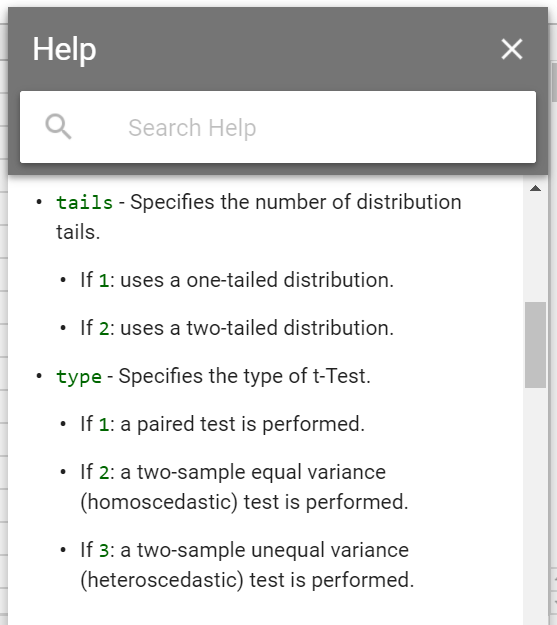 Help
Search Help
• tails - Specifies the number of distribution
tails.
• If 1: uses a one-tailed distribution.
• If 2: uses a two-tailed distribution.
• type - Specifies the type of t-Test.
• If 1: a paired test is performed.
• If 2: a two-sample equal variance
(homoscedastic) test is performed.
• If 3: a two-sample unequal variance
(heteroscedastic) test is performed.